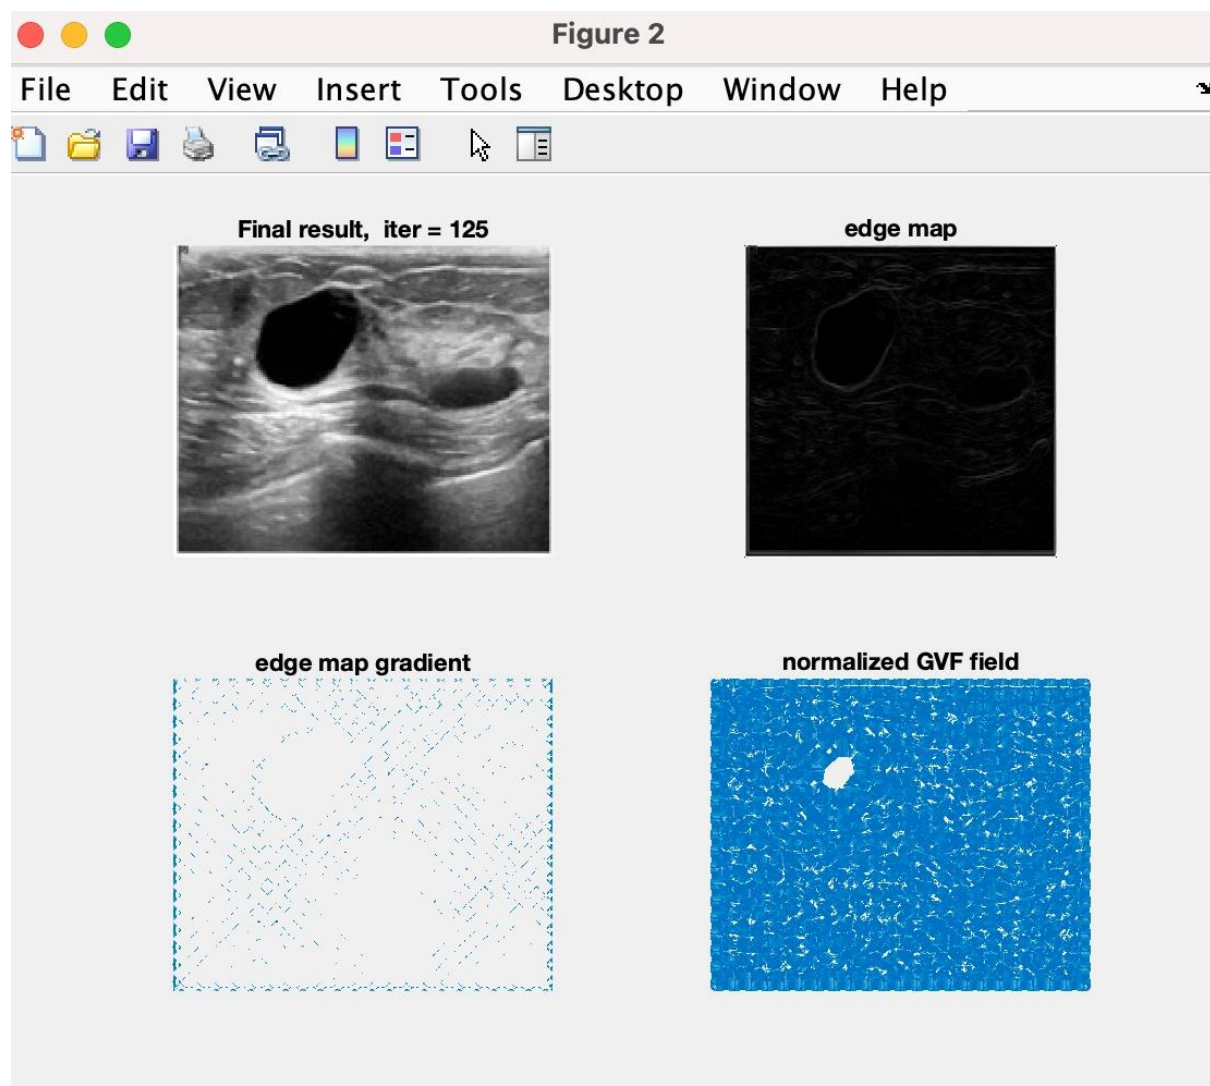 Figure 2
File Edit View Insert Tools Desktop Window Help
Final result, iter = 125
edge map
edge map gradient
normalized GVF field